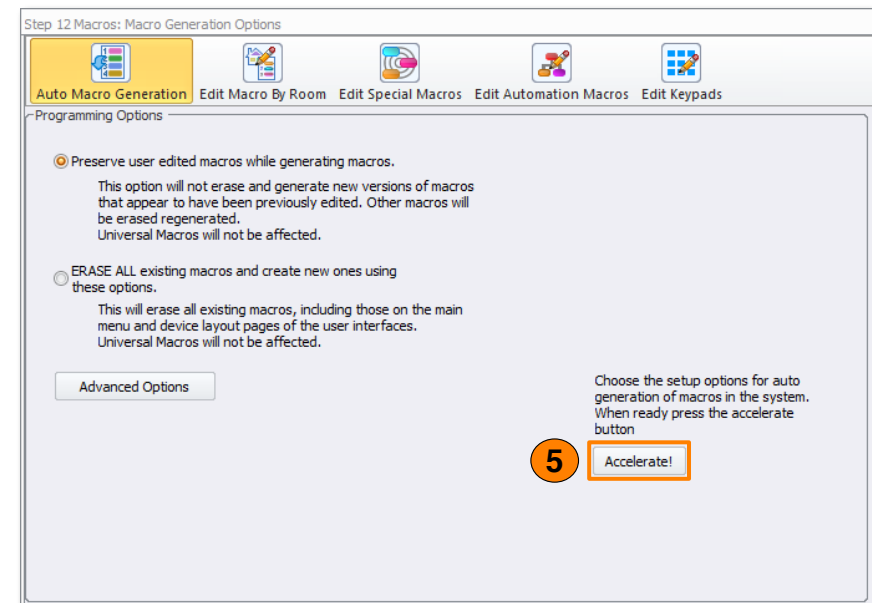 Step 12 Macros: Macro Generation Options
Auto Macro Generation Edit Macro By Room Edit Special Macros Edit Automation Macros Edit Keypads
Programming Options
Preserve user edited macros while generating macros.
This option will not erase and generate new versions of macros
that appear to have been previously edited. Other macros will
be erased regenerated.
Universal Macros will not be affected.
ERASE ALL existing macros and create new ones using
these options.
This will erase all existing macros, including those on the main
menu and device layout pages of the user interfaces.
Universal Macros will not be affected.
Advanced Options
Choose the setup options for auto
generation of macros in the system.
When ready press the accelerate
button
5 Accelerate!